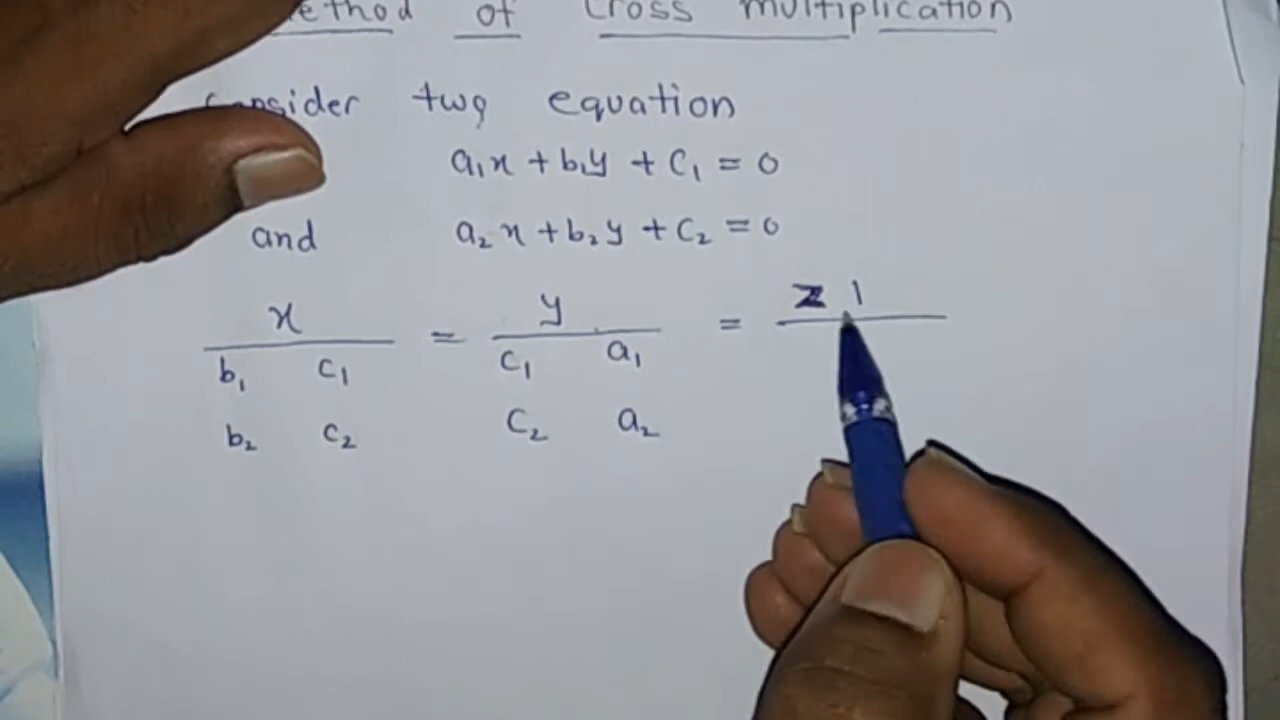 of Cross multiplication
two equation
a₁x + b₁y + c₁ = 0
and a₂x + b₂y + c₂ = 0
x = y = 1
b₁ c₁ c₁ a₁
b₂ c₂ c₂ a₂